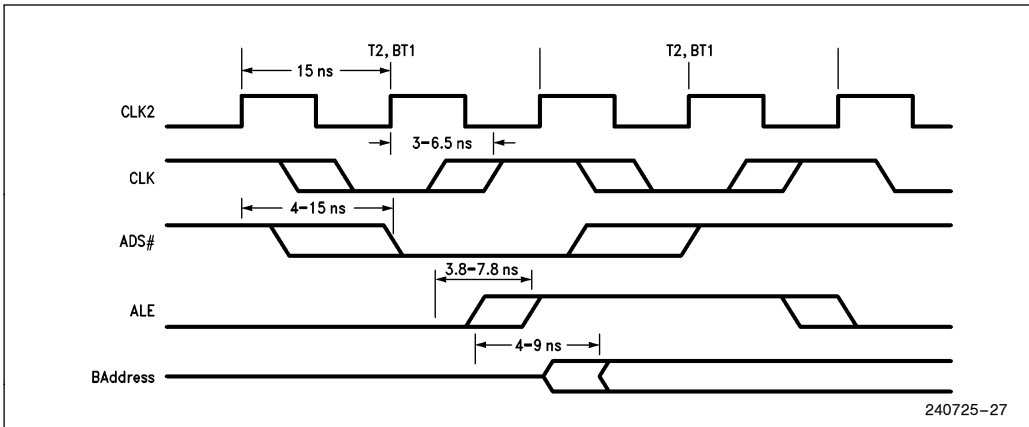 T2, BT1
T2, BT1
15 ns
CLK2
3–6.5 ns
CLK
4–15 ns
ADS#
3.8–7.8 ns
ALE
4–9 ns
BAddress
240725–27